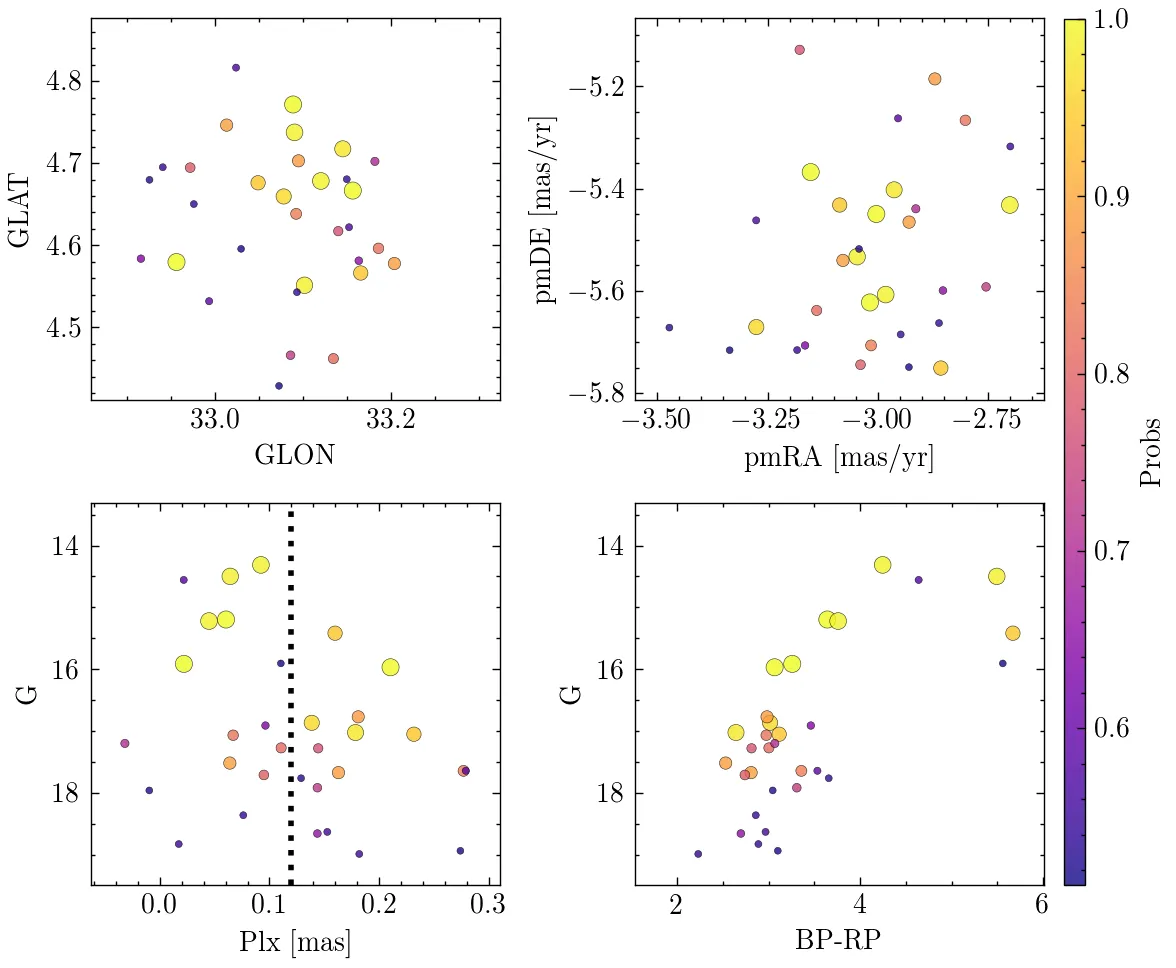 4.8
4.7
4.6
4.5
GLAT
33.0 33.2
GLON
−5.2
−5.4
−5.6
−5.8
pmDE [mas/yr]
−3.50 −3.25 −3.00 −2.75
pmRA [mas/yr]
14
16
18
G
0.0 0.1 0.2 0.3
Plx [mas]
14
16
18
G
2 4 6
BP-RP
1.0
0.9
0.8
0.7
0.6
Probs